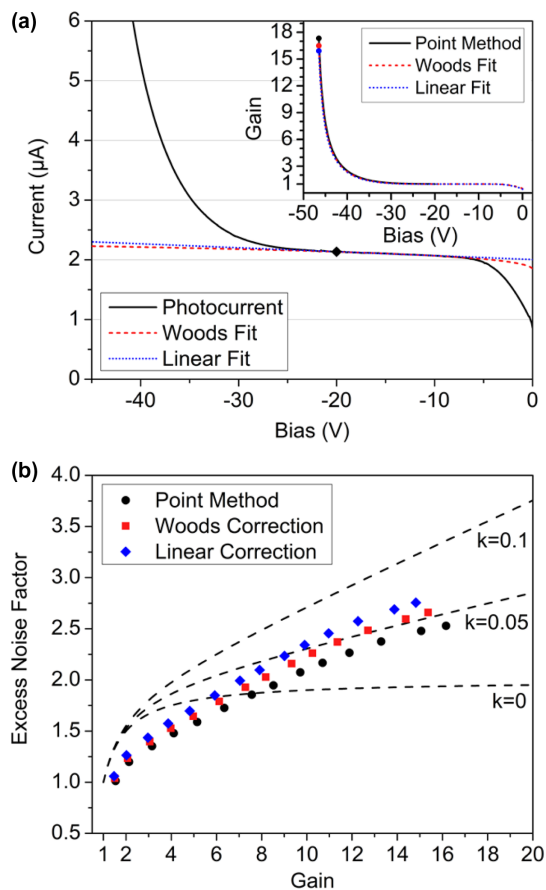 (a)
6
5
4
3
2
1
0
Current (µA)
-40
-30
-20
-10
0
Bias (V)
Photocurrent
Woods Fit
Linear Fit
18
15
12
9
6
3
1
Gain
-50
-40
-30
-20
-10
0
Bias (V)
Point Method
Woods Fit
Linear Fit
(b)
4.0
3.5
3.0
2.5
2.0
1.5
1.0
0.5
Excess Noise Factor
Point Method
Woods Correction
Linear Correction
k=0.1
k=0.05
k=0
1 2 4 6 8 10 12 14 16 18 20
Gain